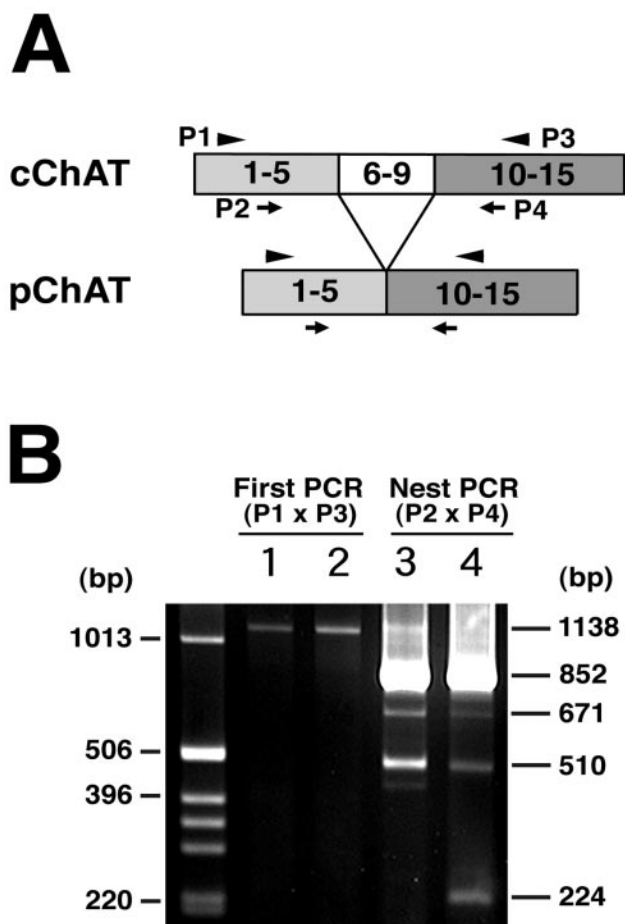 A
P1 P3
cChAT 1-5 6-9 10-15
P2 P4
pChAT 1-5 10-15
B
First PCR Nest PCR
(P1 x P3) (P2 x P4)
1 2 3 4
(bp) (bp)
1013 1138
852
671
506 510
396
220 224